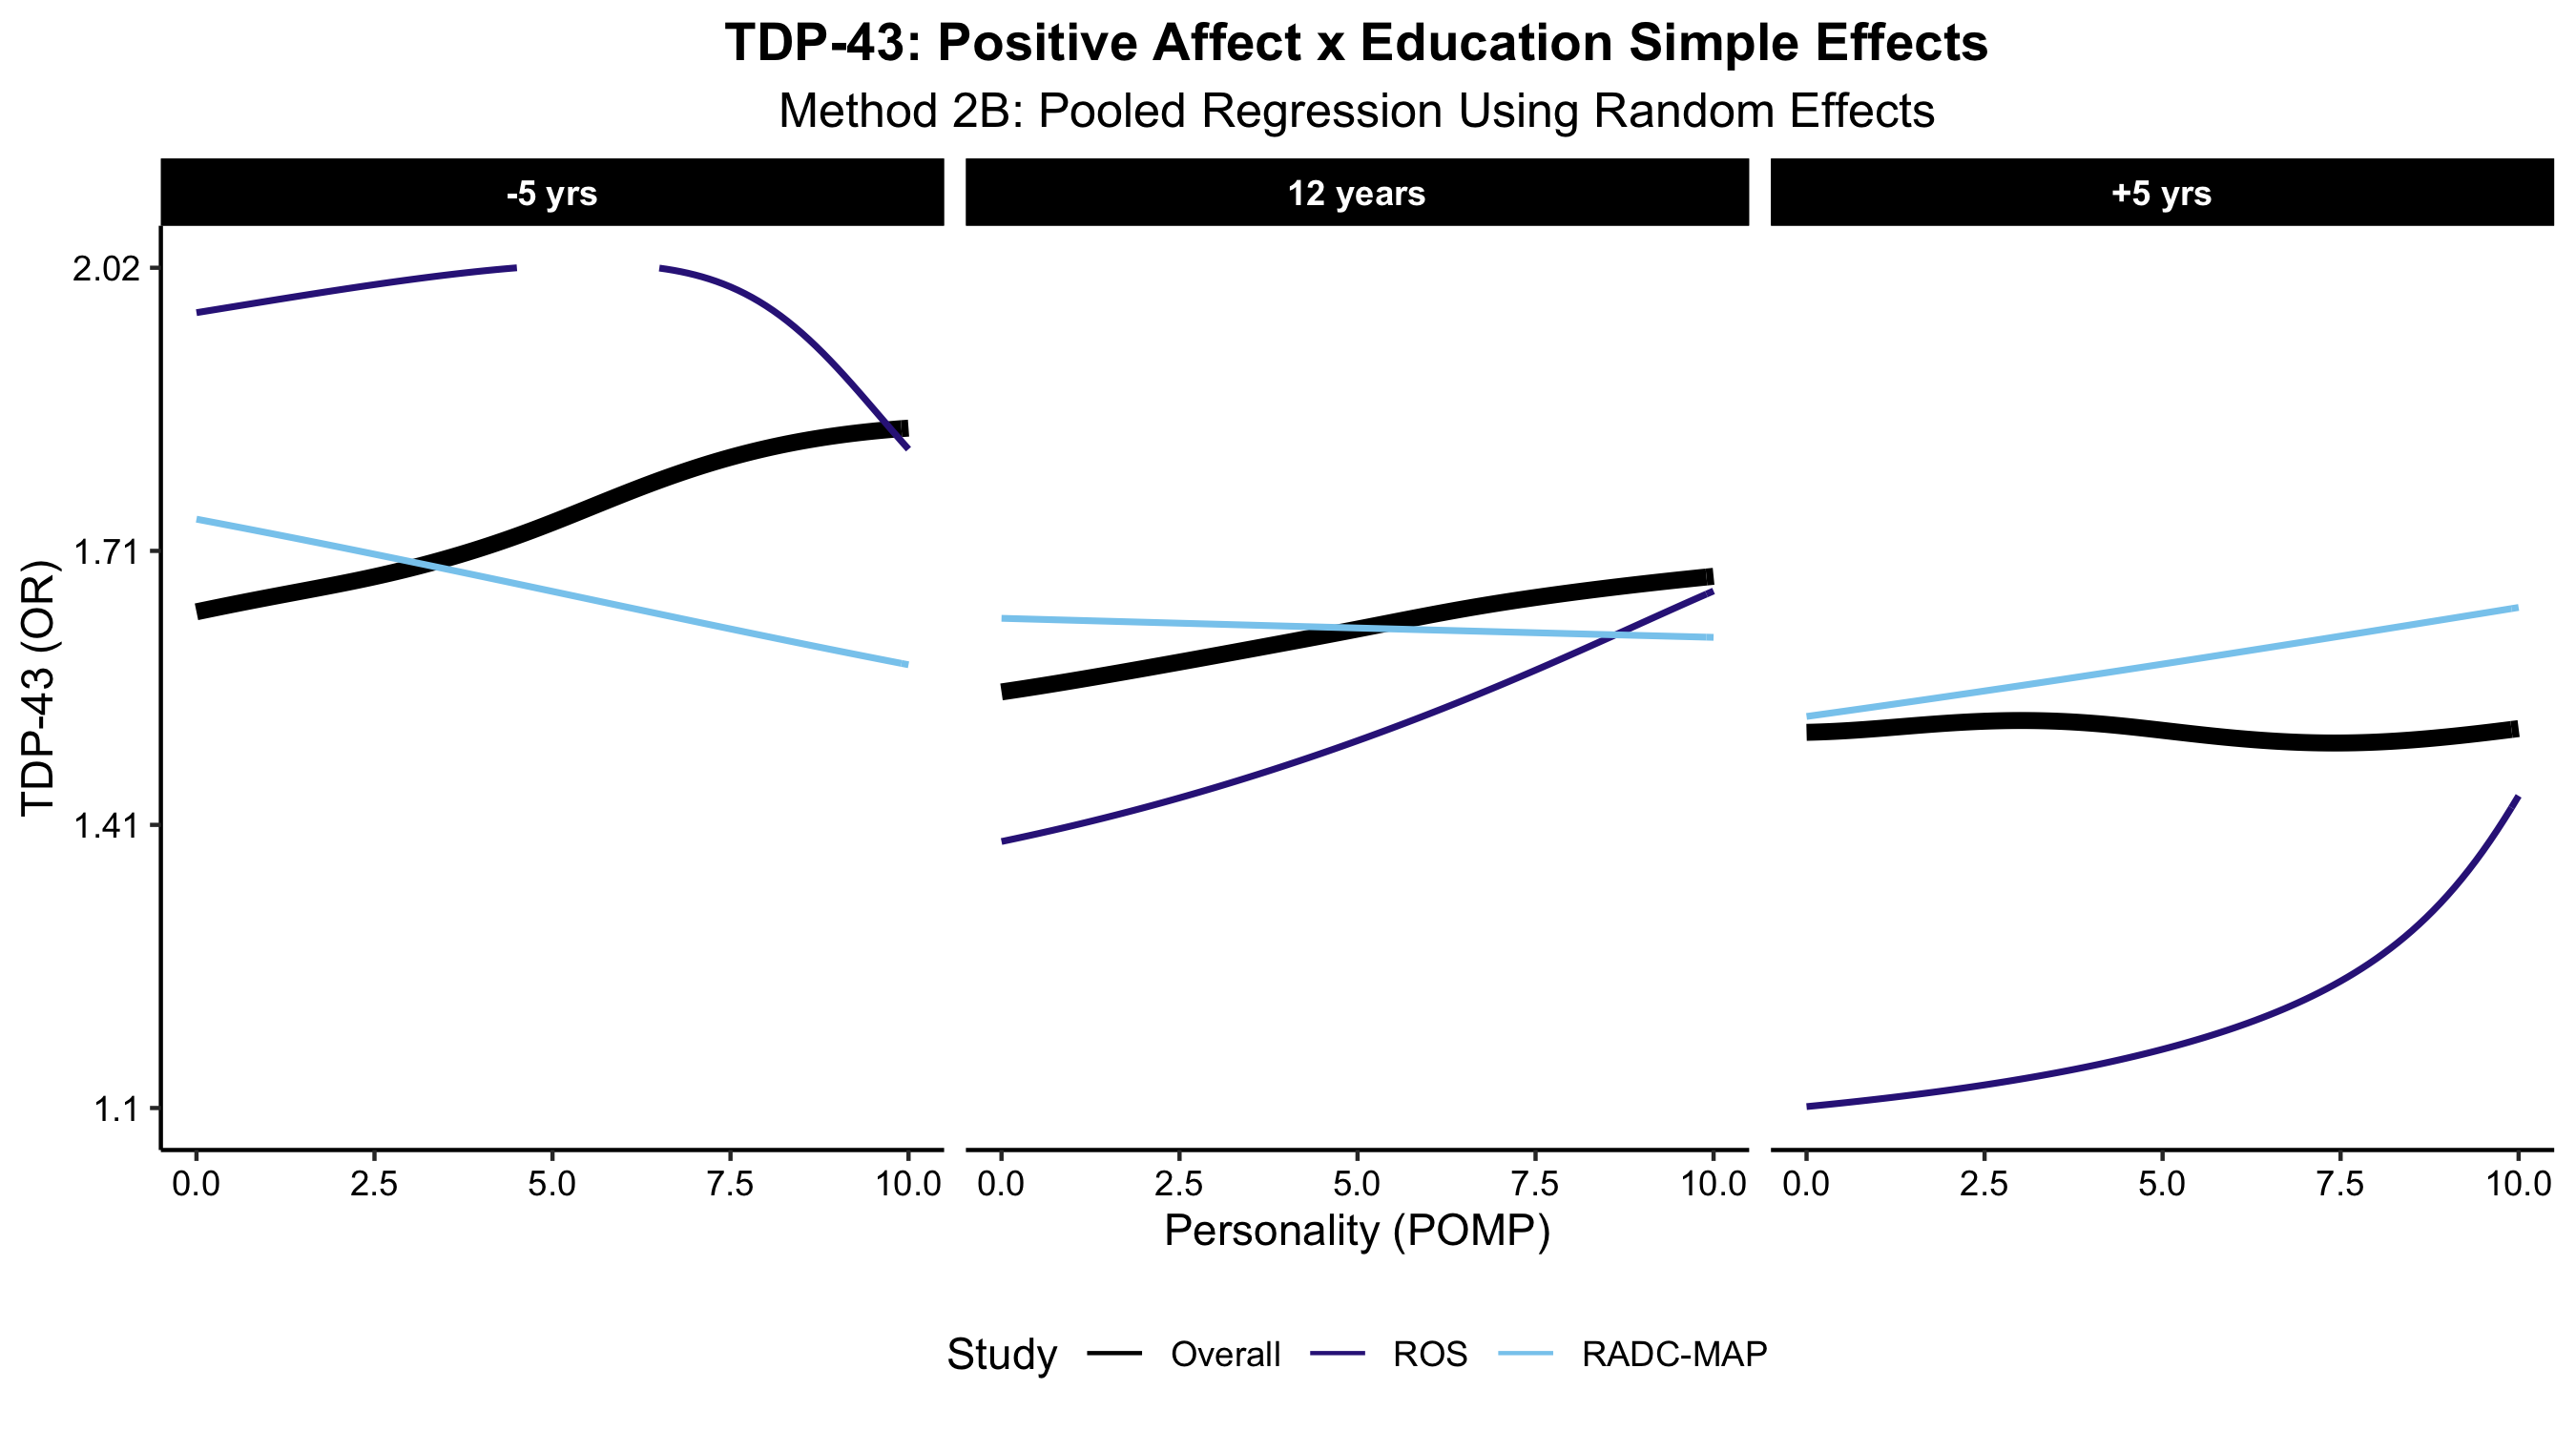 TDP-43: Positive Affect x Education Simple Effects
Method 2B: Pooled Regression Using Random Effects
-5 yrs 12 years +5 yrs
2.02
1.71
1.41
1.1
TDP-43 (OR)
0.0 2.5 5.0 7.5 10.0 0.0 2.5 5.0 7.5 10.0 0.0 2.5 5.0 7.5 10.0
Personality (POMP)
Study Overall ROS RADC-MAP